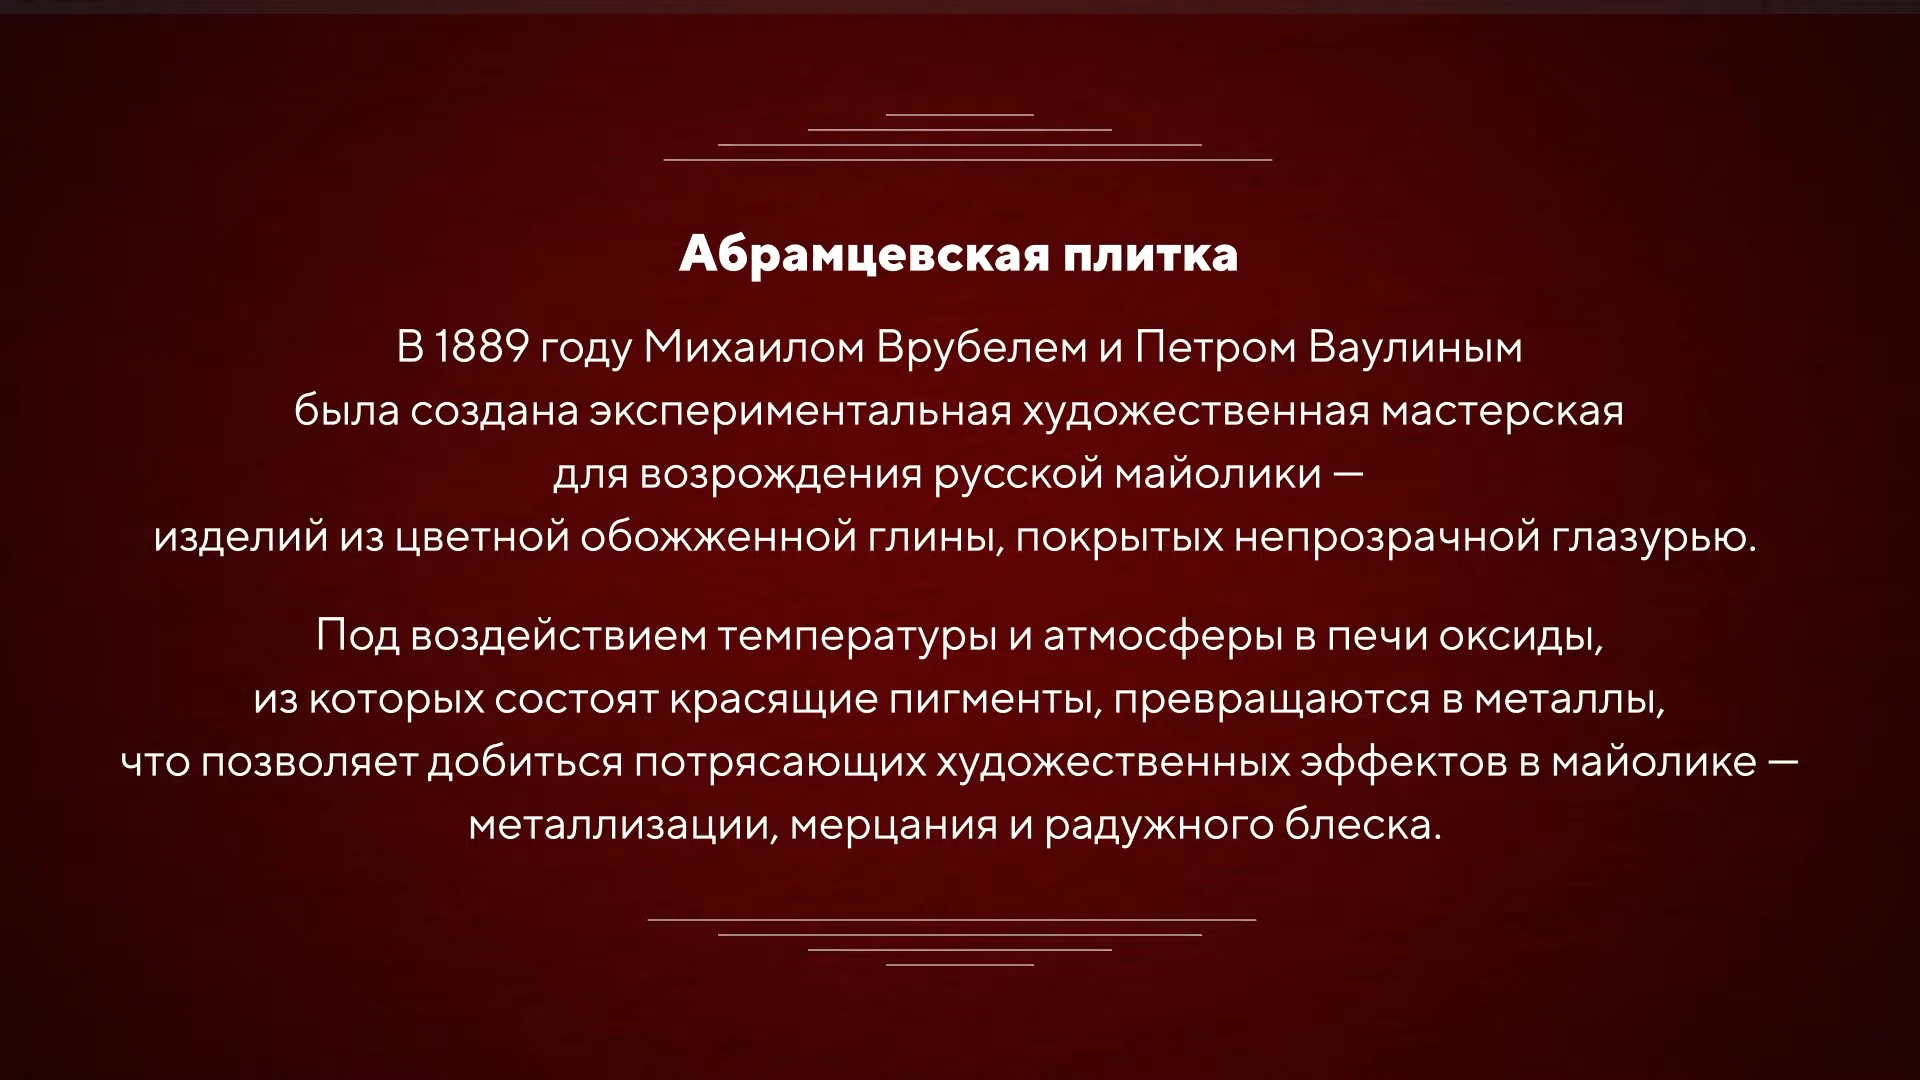 Абрамцевская плитка
В 1889 году Михаилом Врубелем и Петром Ваулиным
была создана экспериментальная художественная мастерская
для возрождения русской майолики —
изделий из цветной обожженной глины, покрытых непрозрачной глазурью.
Под воздействием температуры и атмосферы в печи оксиды,
из которых состоят красящие пигменты, превращаются в металлы,
что позволяет добиться потрясающих художественных эффектов в майолике —
металлизации, мерцания и радужного блеска.